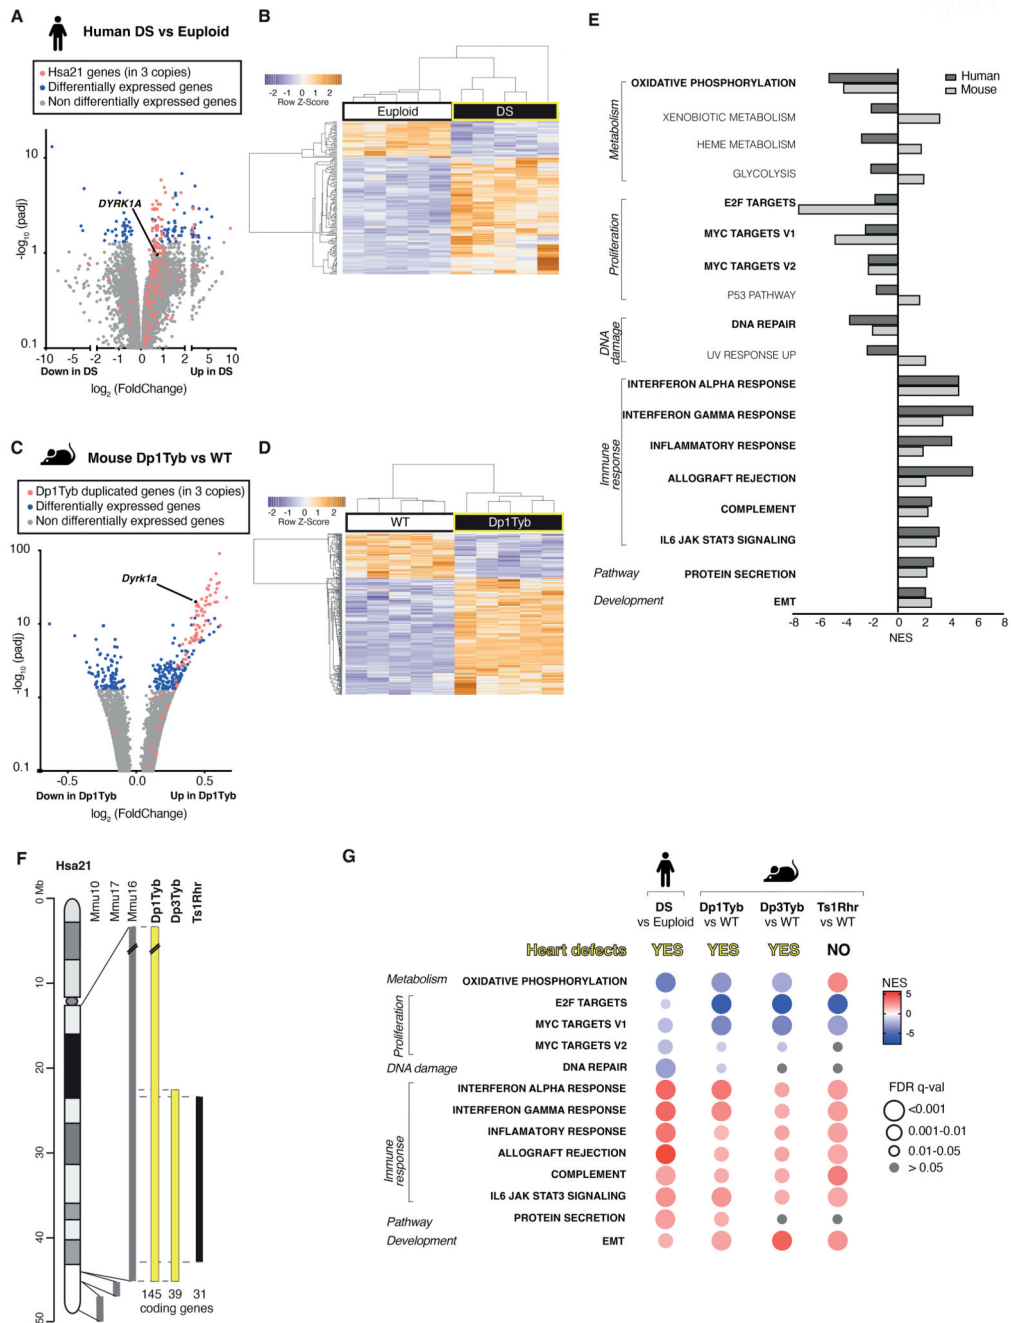 A
Human DS vs Euploid
Hsa21 genes (in 3 copies)
Differentially expressed genes
Non differentially expressed genes
10
1
0.1
-log10 (padj)
DYRK1A
-10 -5 -2 -1 0 1 2 5 10
Down in DS
Up in DS
log2 (FoldChange)
B
-2 -1 0 1 2
Row Z-Score
Euploid
DS
C
Mouse Dp1Tyb vs WT
Dp1Tyb duplicated genes (in 3 copies)
Differentially expressed genes
Non differentially expressed genes
100
10
1
0.1
-log10 (padj)
Dyrk1a
-0.5 0.0 0.5
Down in Dp1Tyb
Up in Dp1Tyb
log2 (FoldChange)
D
-2 -1 0 1 2
Row Z-Score
WT
Dp1Tyb
E
Human
Mouse
Metabolism
OXIDATIVE PHOSPHORYLATION
XENOBIOTIC METABOLISM
HEME METABOLISM
GLYCOLYSIS
Proliferation
E2F TARGETS
MYC TARGETS V1
MYC TARGETS V2
P53 PATHWAY
DNA damage
DNA REPAIR
UV RESPONSE UP
Immune response
INTERFERON ALPHA RESPONSE
INTERFERON GAMMA RESPONSE
INFLAMMATORY RESPONSE
ALLOGRAFT REJECTION
COMPLEMENT
IL6 JAK STAT3 SIGNALING
Pathway
PROTEIN SECRETION
Development
EMT
-8 -6 -4 -2 0 2 4 6 8
NES
F
Hsa21
Mmu10
Mmu17
Mmu16
Dp1Tyb
Dp3Tyb
Ts1Rhr
0 Mb
10
20
30
40
50
145 39 31
coding genes
G
DS
vs Euploid
Dp1Tyb
vs WT
Dp3Tyb
vs WT
Ts1Rhr
vs WT
Heart defects YES YES YES NO
Metabolism
OXIDATIVE PHOSPHORYLATION
Proliferation
E2F TARGETS
MYC TARGETS V1
MYC TARGETS V2
DNA damage
DNA REPAIR
Immune response
INTERFERON ALPHA RESPONSE
INTERFERON GAMMA RESPONSE
INFLAMATORY RESPONSE
ALLOGRAFT REJECTION
COMPLEMENT
IL6 JAK STAT3 SIGNALING
Pathway
PROTEIN SECRETION
Development
EMT
NES
5
0
-5
FDR q-val
<0.001
0.001-0.01
0.01-0.05
> 0.05